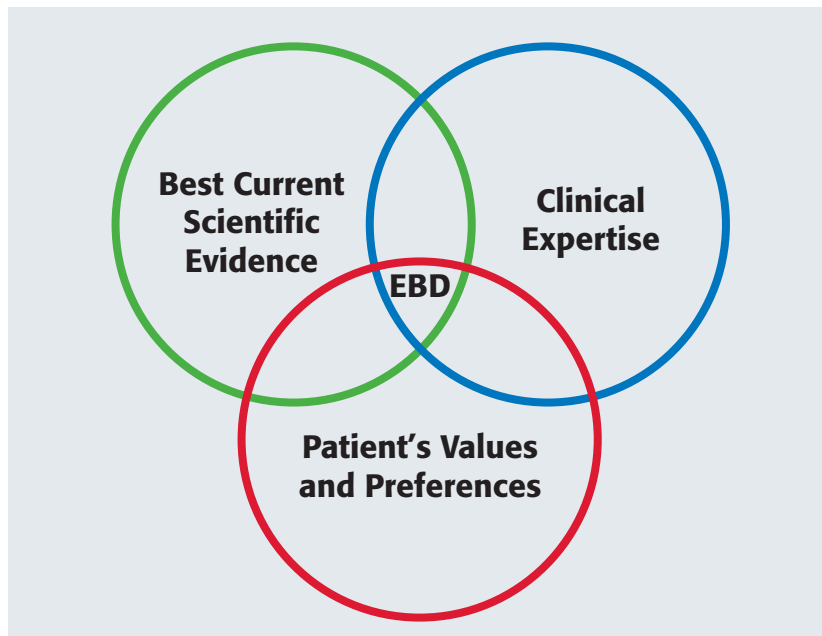 Best Current
Scientific
Evidence
Clinical
Expertise
EBD
Patient’s Values
and Preferences